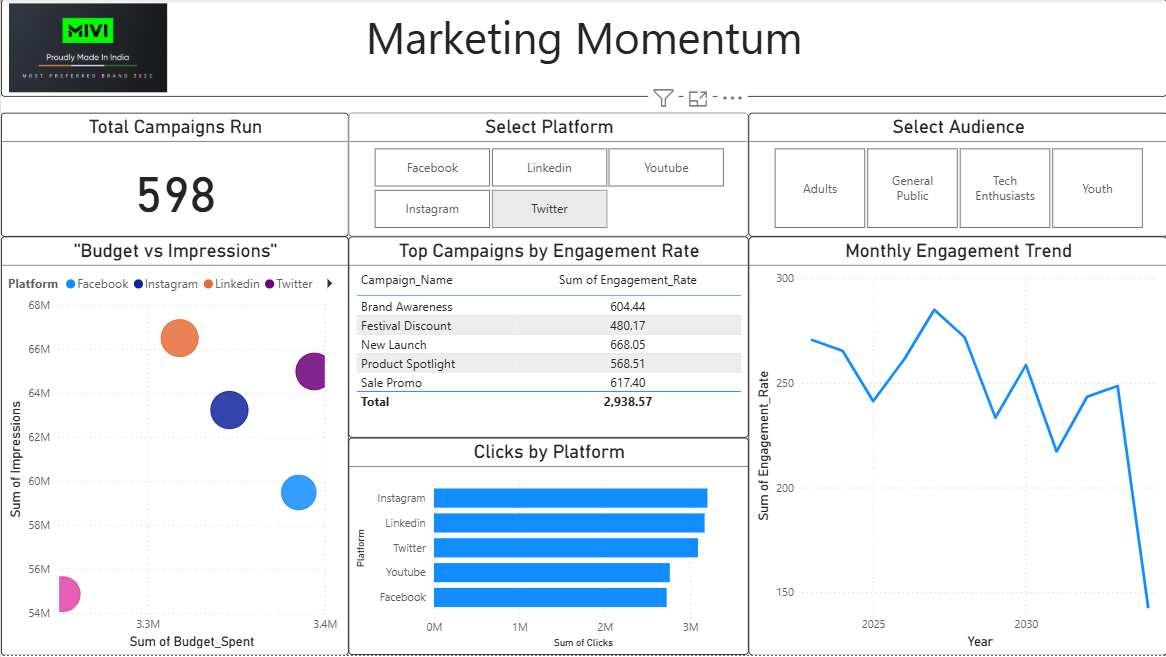 MIVI
Proudly Made In India
MOST PREFERRED BRAND 2022
Marketing Momentum
Total Campaigns Run
598
Select Platform
Facebook
Linkedin
Youtube
Instagram
Twitter
Select Audience
Adults
General
Public
Tech
Enthusiasts
Youth
"Budget vs Impressions"
Platform Facebook Instagram Linkedin Twitter
68M
66M
64M
62M
60M
58M
56M
54M
Sum of Impressions
3.3M 3.4M
Sum of Budget_Spent
Top Campaigns by Engagement Rate
Campaign_Name Sum of Engagement_Rate
Brand Awareness 604.44
Festival Discount 480.17
New Launch 668.05
Product Spotlight 568.51
Sale Promo 617.40
Total 2,938.57
Clicks by Platform
Platform
Instagram
Linkedin
Twitter
Youtube
Facebook
0M 1M 2M 3M
Sum of Clicks
Monthly Engagement Trend
Sum of Engagement_Rate
300
250
200
150
2025 2030
Year